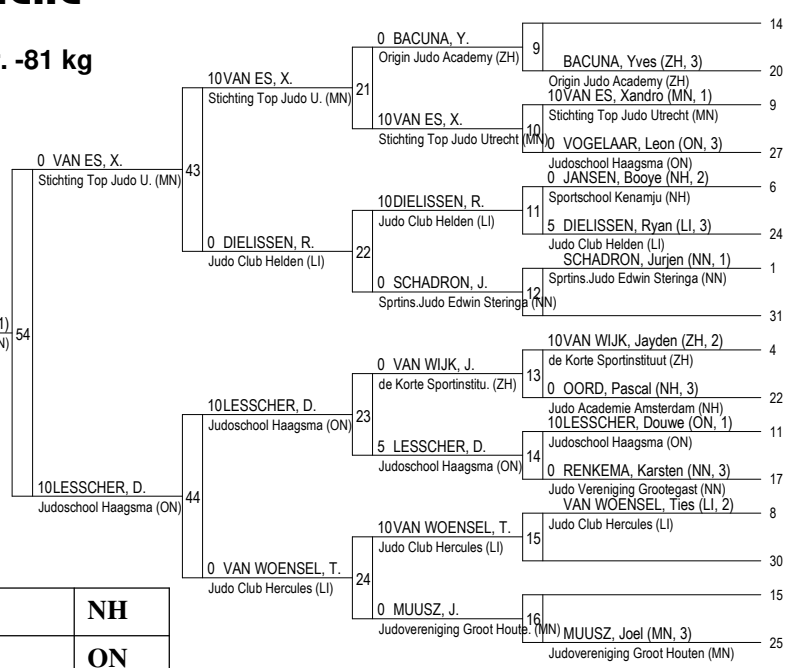 . -81 kg
14
0 BACUNA, Y.
Origin Judo Academy (ZH)
9
BACUNA, Yves (ZH, 3)
20
Origin Judo Academy (ZH)
10VAN ES, X.
Stichting Top Judo U. (MN)
21
10VAN ES, Xandro (MN, 1)
9
Stichting Top Judo Utrecht (MN)
10VAN ES, X.
Stichting Top Judo Utrecht (MN)
10
0 VOGELAAR, Leon (ON, 3)
27
Judoschool Haagsma (ON)
0 VAN ES, X.
Stichting Top Judo U. (MN)
43
0 JANSEN, Booye (NH, 2)
6
Sportschool Kenamju (NH)
10DIELISSEN, R.
Judo Club Helden (LI)
11
5 DIELISSEN, Ryan (LI, 3)
24
Judo Club Helden (LI)
0 DIELISSEN, R.
Judo Club Helden (LI)
22
SCHADRON, Jurjen (NN, 1)
1
Sprtins.Judo Edwin Steringa (NN)
0 SCHADRON, J.
Sprtins.Judo Edwin Steringa (NN)
12
31
1)
N)
54
10VAN WIJK, Jayden (ZH, 2)
4
de Korte Sportinstituut (ZH)
0 VAN WIJK, J.
de Korte Sportinstitu. (ZH)
13
0 OORD, Pascal (NH, 3)
22
Judo Academie Amsterdam (NH)
10LESSCHER, D.
Judoschool Haagsma (ON)
23
10LESSCHER, Douwe (ON, 1)
11
Judoschool Haagsma (ON)
5 LESSCHER, D.
Judoschool Haagsma (ON)
14
0 RENKEMA, Karsten (NN, 3)
17
Judo Vereniging Grootegast (NN)
10LESSCHER, D.
Judoschool Haagsma (ON)
44
VAN WOENSEL, Ties (LI, 2)
8
Judo Club Hercules (LI)
10VAN WOENSEL, T.
Judo Club Hercules (LI)
15
30
0 VAN WOENSEL, T.
Judo Club Hercules (LI)
24
15
0 MUUSZ, J.
Judovereniging Groot Houte. (MN)
16
MUUSZ, Joel (MN, 3)
25
Judovereniging Groot Houten (MN)
NH
ON